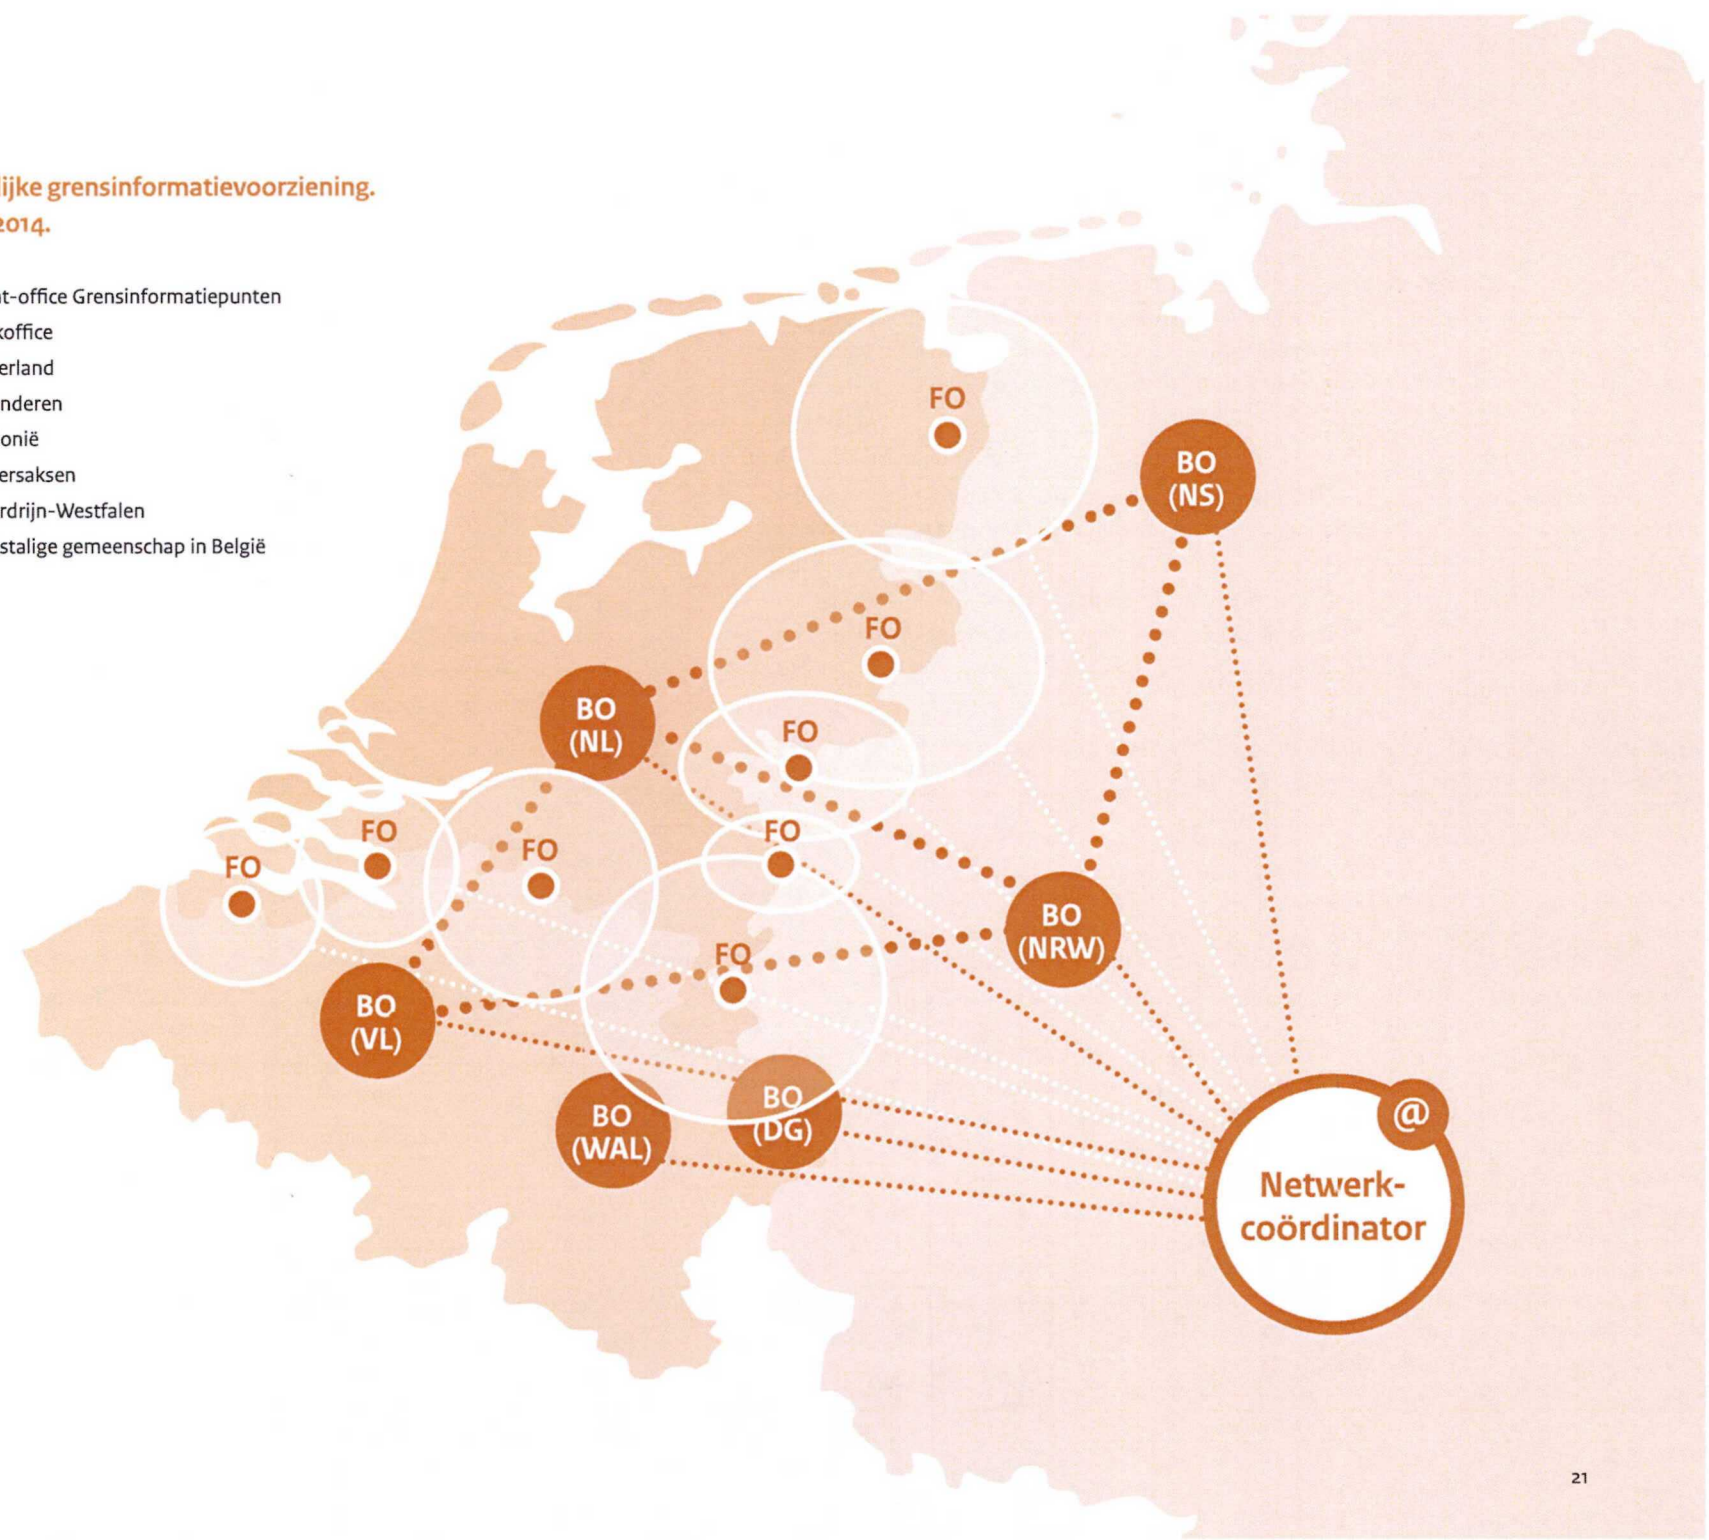 lijke grensinformatievoorziening.
2014.
t-office Grensinformatiepunten
koffice
erland
nderen
onië
ersaksen
rdrijn-Westfalen
stalige gemeenschap in België
FO
BO
(NS)
FO
BO
(NL)
FO
FO
FO
FO
FO
BO
(NRW)
FO
BO
(VL)
BO
(WAL)
BO
(DG)
@
Netwerk-
coördinator
21